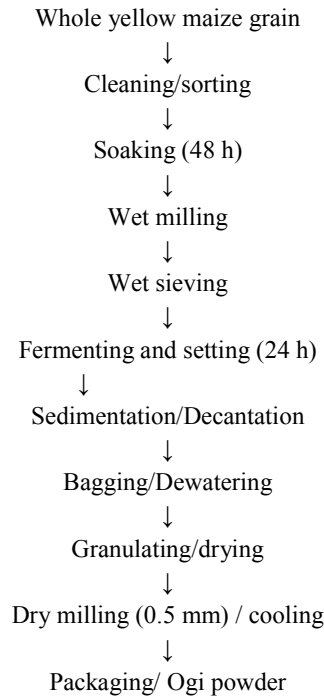 Whole yellow maize grain
↓
Cleaning/sorting
↓
Soaking (48 h)
↓
Wet milling
↓
Wet sieving
↓
Fermenting and setting (24 h)
↓
Sedimentation/Decantation
↓
Bagging/Dewatering
↓
Granulating/drying
↓
Dry milling (0.5 mm) / cooling
↓
Packaging/ Ogi powder